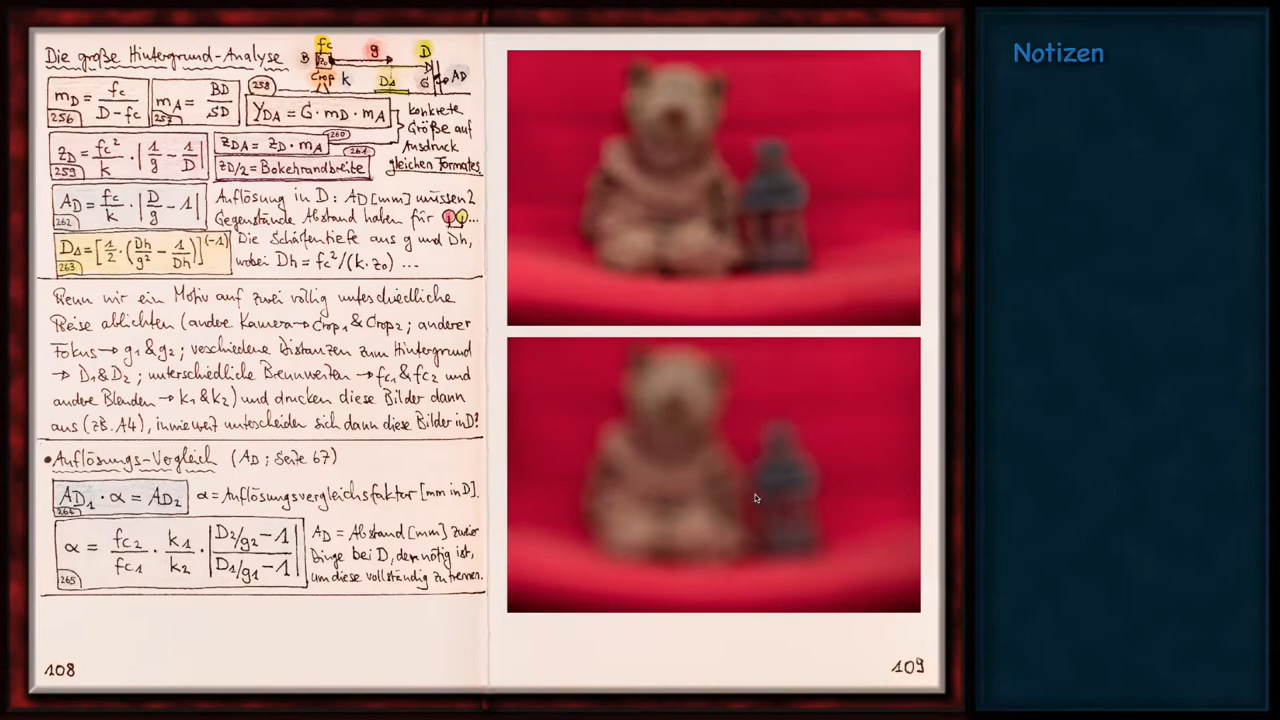 Die große Hintergrund-Analyse
fc g D
B Crop k DΔ G AD
mD = fc / (D - fc) 256
mA = BD / SD 257
258 YDA = G · mD · mA
konkrete Größe auf Ausdruck gleichen Formates.
zD = fc² / k · |1/g - 1/D| 259
zDA = zD · mA 260
zD/2 = Bokehrandbreite 261
AD = fc / k · |D/g - 1| 262
Auflösung in D: AD [mm] müssen
Gegenstände Abstand haben für ...
DΔ = [1/2 · (Dh/g² - 1/Dh)]^(-1) 263
Die Schärfentiefe aus g und Dh,
wobei Dh = fc²/(k·z₀) ...
Wenn wir ein Motiv auf zwei völlig unterschiedliche
Weise ablichten (andere Kamera → Crop₁ & Crop₂; anderer
Fokus → g₁ & g₂; verschiedene Distanzen zum Hintergrund
→ D₁ & D₂; unterschiedliche Brennweiten → fc₁ & fc₂ und
andere Blenden → k₁ & k₂) und drucken diese Bilder dann
aus (zB. A4), inwieweit unterscheiden sich dann diese Bilder in D?
• Auflösungs-Vergleich (AD; Seite 67)
AD₁ · α = AD₂
α = Auflösungsvergleichsfaktor [mm in D].
α = fc₂/fc₁ · k₁/k₂ · |(D₂/g₂ - 1) / (D₁/g₁ - 1)| 265
AD = Abstand [mm] zweier
Dinge bei D, der nötig ist,
um diese vollständig zu trennen.
108
109
Notizen